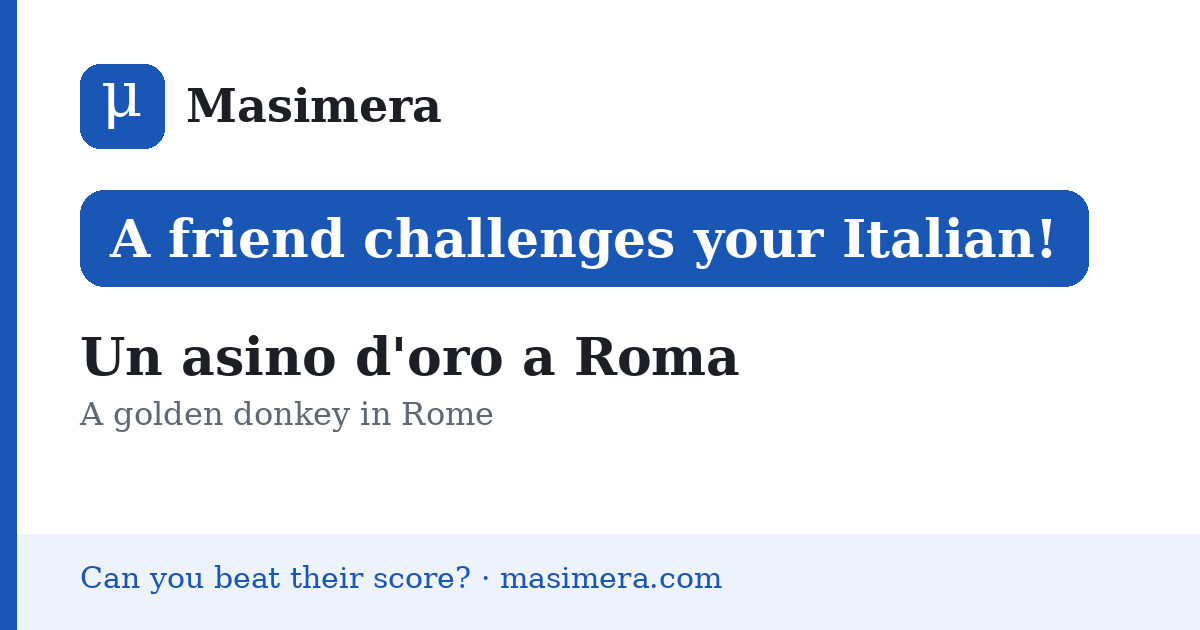 μ
Masimera
A friend challenges your Italian!
Un asino d'oro a Roma
A golden donkey in Rome
Can you beat their score? · masimera.com